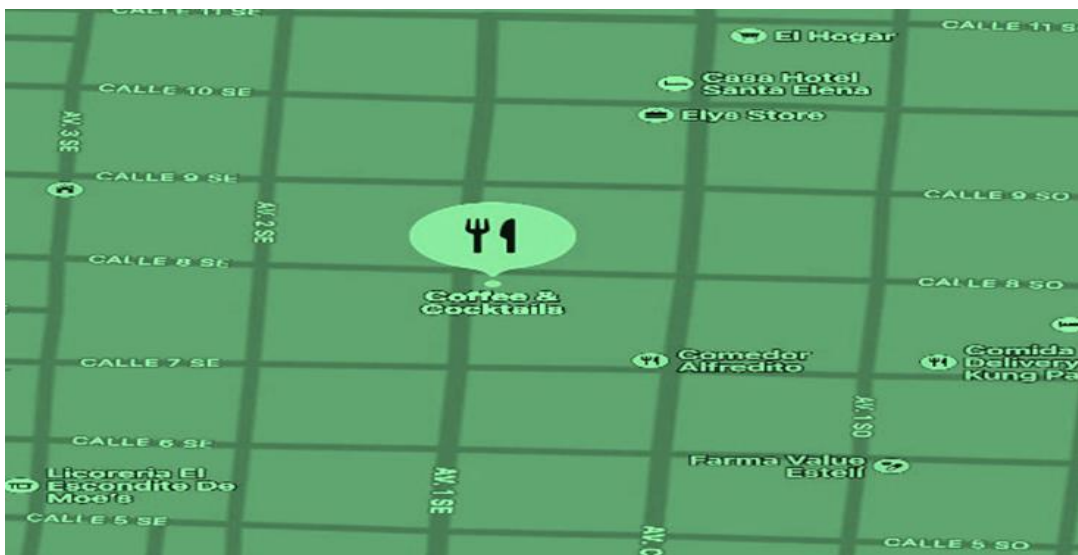 CALLE 11 SE
CALLE 11 S
El Hogar
Casa Hotel
Santa Elena
CALLE 10 SE
Elys Store
AV. 3 SE
CALLE 9 SE
CALLE 9 SO
AV. 2 SE
CALLE 8 SE
CALLE 8 SO
Coffee &
Cocktails
CALLE 7 SE
Comedor
Alfredito
Comida
Delivery
Kung Pa
AV. 1 SO
CALLE 6 SE
Farma Value
Estelí
Licoreria El
Escondite De
Moe's
AV. 1 SE
CALLE 5 SE
AV. C
CALLE 5 SO